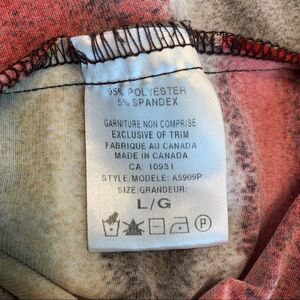 95% POLYESTER
5% SPANDEX
GARNITURE NON COMPRISE
EXCLUSIVE OF TRIM
FABRIQUE AU CANADA
MADE IN CANADA
CA: 10931
STYLE/MODELE: A5909P
SIZE/GRANDEUR:
L/G
P